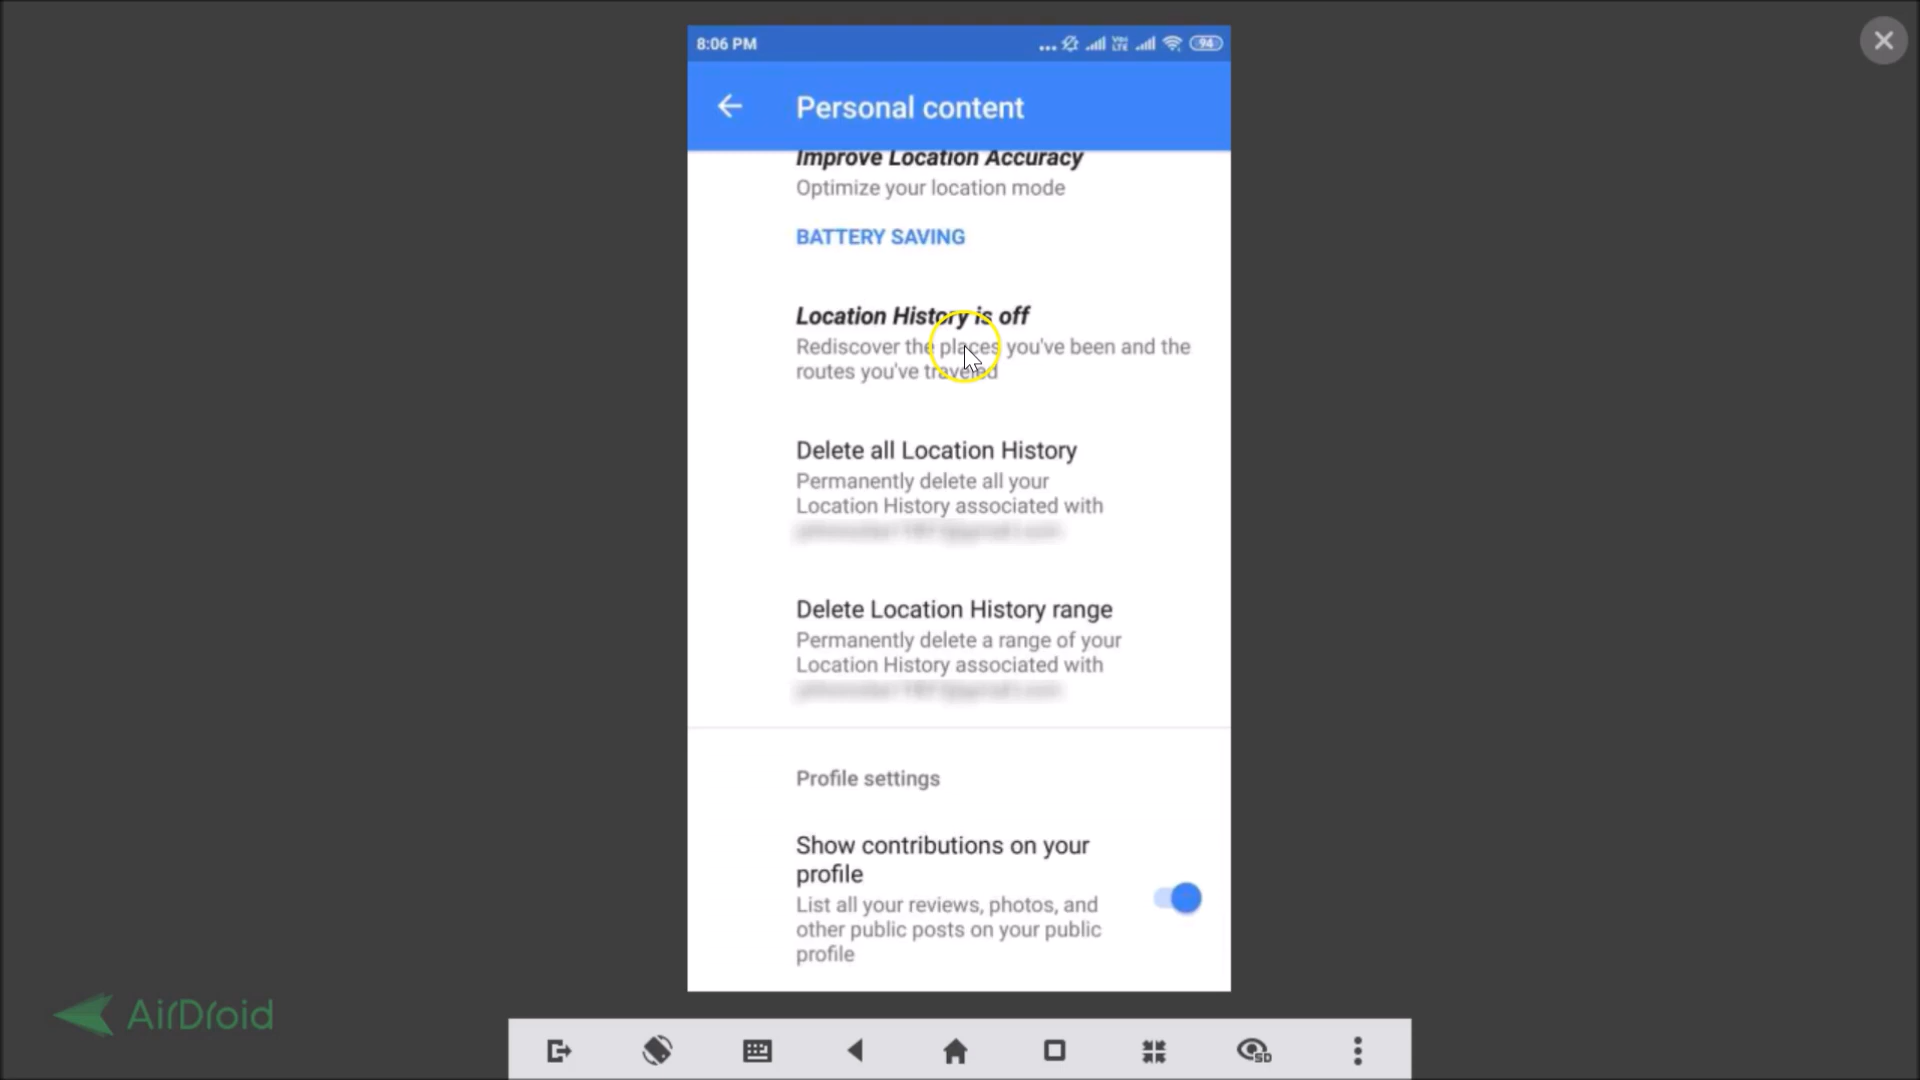 8:06 PM
Vo)
LTE
94
Personal content
Improve Location Accuracy
Optimize your location mode
BATTERY SAVING
Location History is off
Rediscover the places you've been and the
routes you've traveled
Delete all Location History
Permanently delete all your
Location History associated with
Delete Location History range
Permanently delete a range of your
Location History associated with
Profile settings
Show contributions on your
profile
List all your reviews, photos, and
other public posts on your public
profile
AirDroid
SD